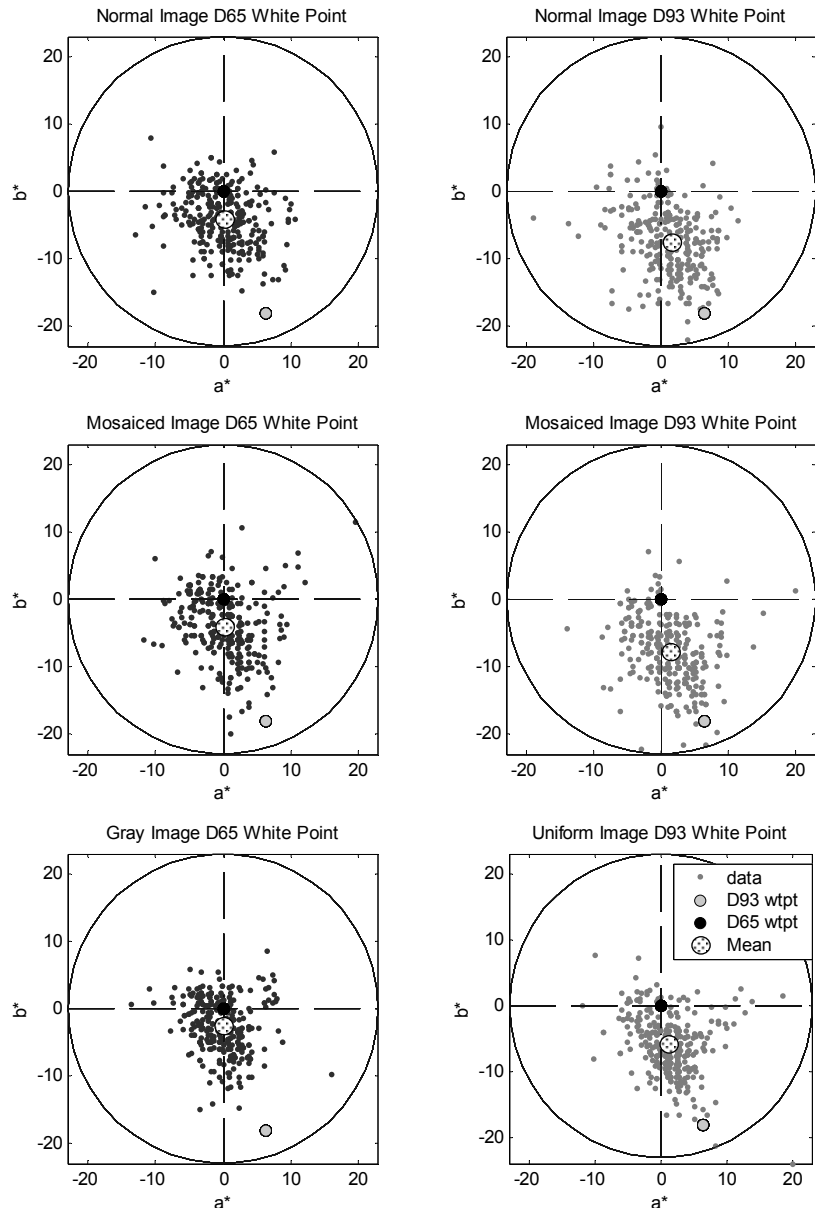 Normal Image D65 White Point
20
10
0
-10
-20
b*
-20 -10 0 10 20
a*
Normal Image D93 White Point
20
10
0
-10
-20
b*
-20 -10 0 10 20
a*
Mosaiced Image D65 White Point
20
10
0
-10
-20
b*
-20 -10 0 10 20
a*
Mosaiced Image D93 White Point
20
10
0
-10
-20
b*
-20 -10 0 10 20
a*
Gray Image D65 White Point
20
10
0
-10
-20
b*
-20 -10 0 10 20
a*
Uniform Image D93 White Point
20
10
0
-10
-20
b*
-20 -10 0 10 20
a*
data
D93 wtpt
D65 wtpt
Mean